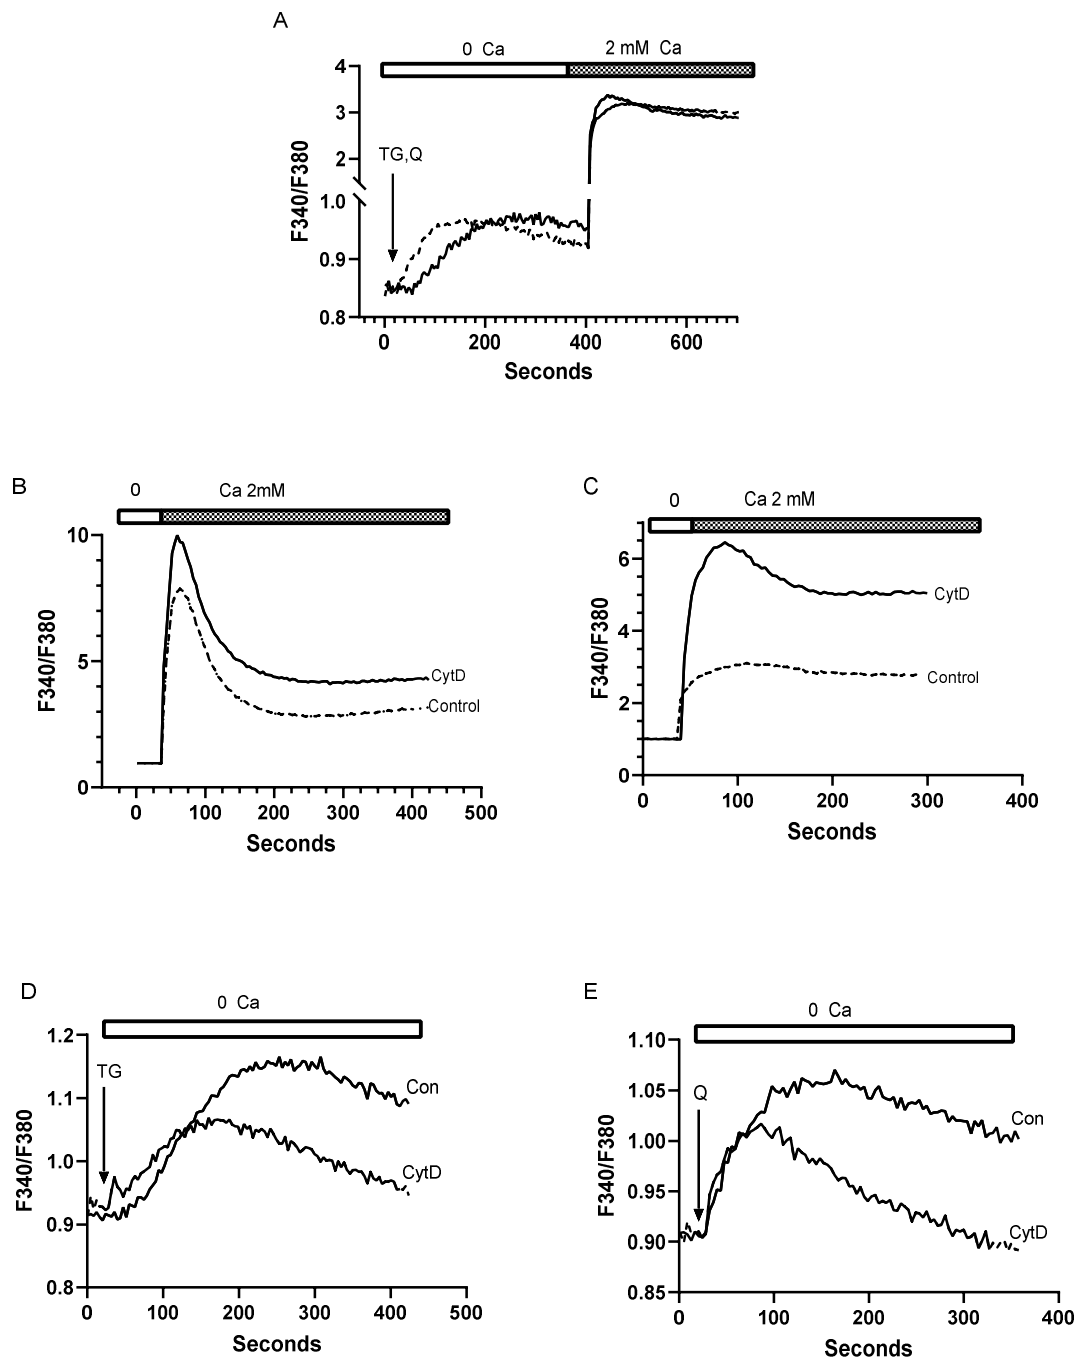 A
0 Ca
2 mM Ca
4
3
2
1.0
0.9
0.8
F340/F380
TG,Q
0
200
400
600
Seconds
B
0
Ca 2mM
10
5
0
F340/F380
CytD
Control
0
100
200
300
400
500
Seconds
C
0
Ca 2 mM
6
4
2
0
F340/F380
CytD
Control
0
100
200
300
400
Seconds
D
0 Ca
1.2
1.1
1.0
0.9
0.8
F340/F380
TG
Con
CytD
0
100
200
300
400
500
Seconds
E
0 Ca
1.10
1.05
1.00
0.95
0.90
0.85
F340/F380
Q
Con
CytD
0
100
200
300
400
Seconds